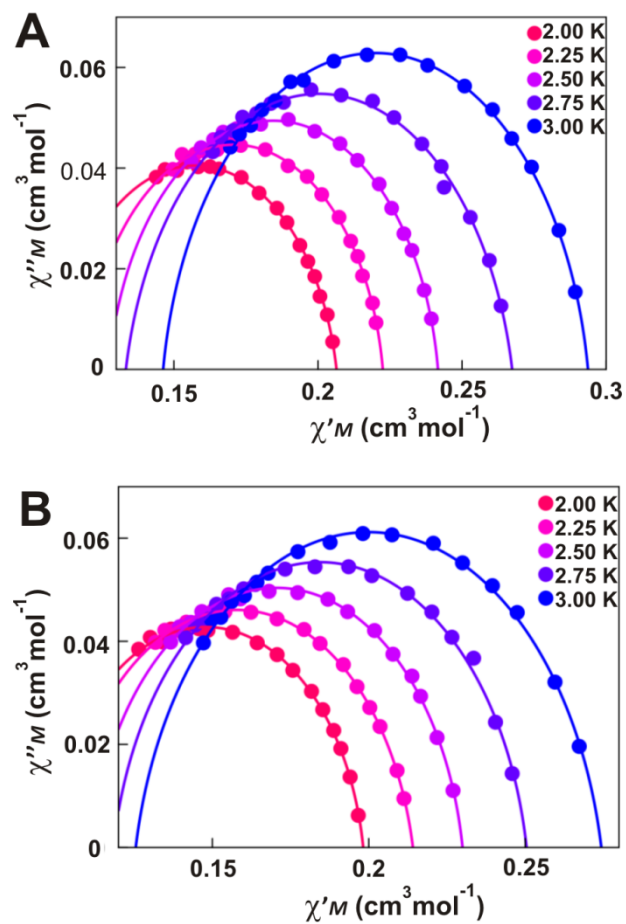 A
2.00 K
2.25 K
2.50 K
2.75 K
3.00 K
0.06
0.04
0.02
0
χ''M (cm³mol⁻¹)
0.15
0.2
0.25
0.3
χ'M (cm³mol⁻¹)
B
2.00 K
2.25 K
2.50 K
2.75 K
3.00 K
0.06
0.04
0.02
0
χ''M (cm³mol⁻¹)
0.15
0.2
0.25
χ'M (cm³mol⁻¹)